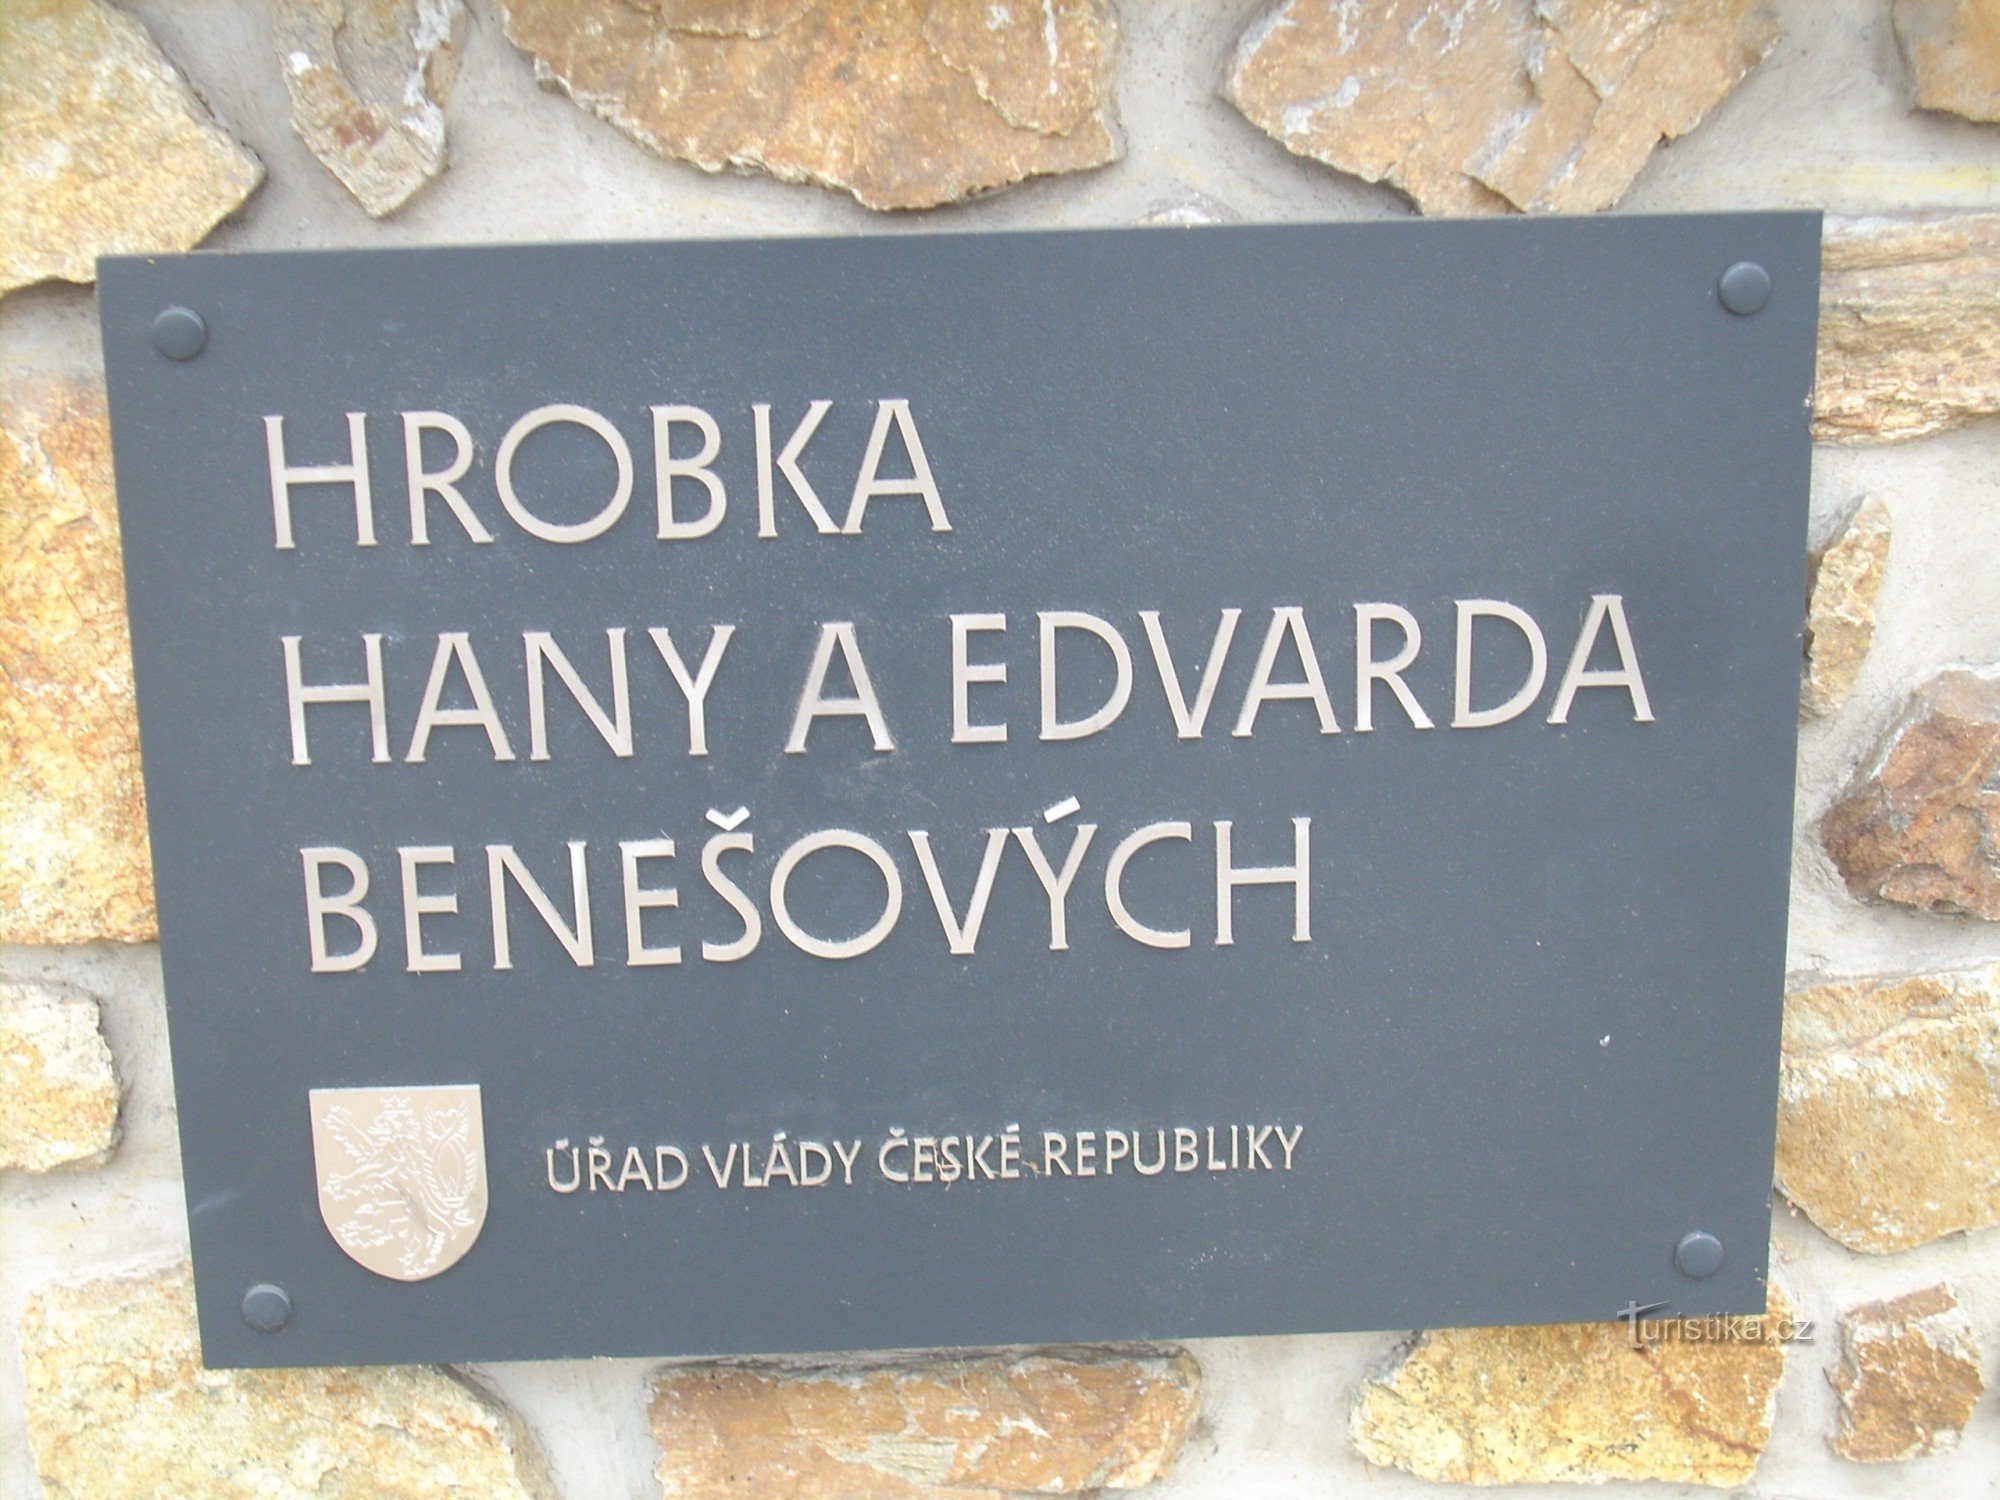 HROBKA
HANY A EDVARDA
BENEŠOVÝCH
ÚŘAD VLÁDY ČESKÉ REPUBLIKY
Turistika.cz